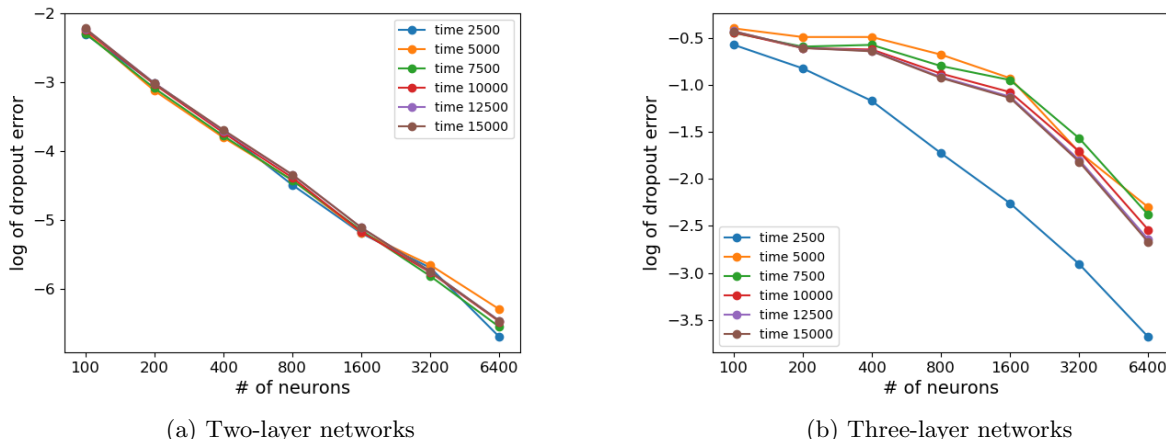 −2
−3
−4
−5
−6
log of dropout error
100 200 400 800 1600 3200 6400
# of neurons
time 2500
time 5000
time 7500
time 10000
time 12500
time 15000
(a) Two-layer networks
−0.5
−1.0
−1.5
−2.0
−2.5
−3.0
−3.5
log of dropout error
time 2500
time 5000
time 7500
time 10000
time 12500
time 15000
100 200 400 800 1600 3200 6400
# of neurons
(b) Three-layer networks